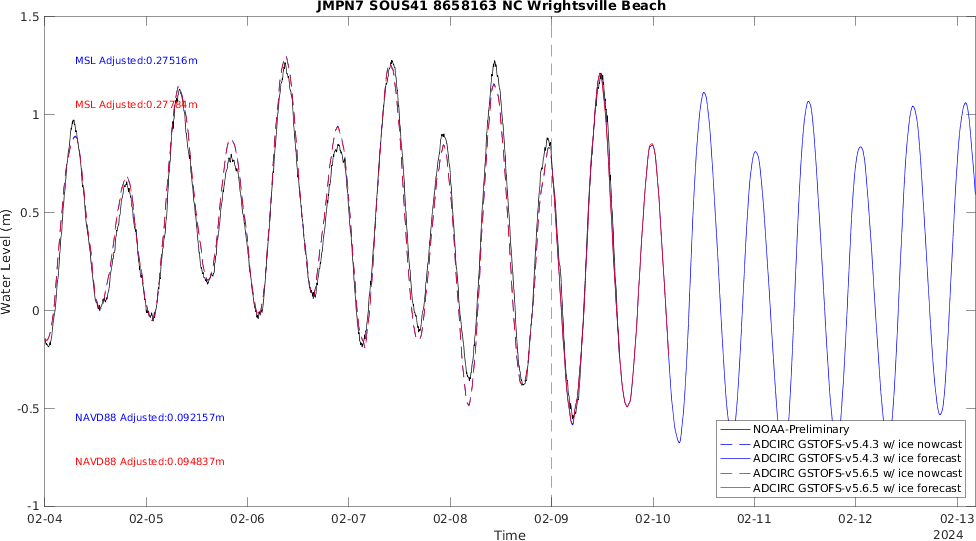 JMPN7 SOUS41 8658163 NC Wrightsville Beach
1.5
1
0.5
0
-0.5
-1
Water Level (m)
MSL Adjusted:0.27516m
MSL Adjusted:0.27784m
NAVD88 Adjusted:0.092157m
NAVD88 Adjusted:0.094837m
NOAA-Preliminary
ADCIRC GSTOFS-v5.4.3 w/ ice nowcast
ADCIRC GSTOFS-v5.4.3 w/ ice forecast
ADCIRC GSTOFS-v5.6.5 w/ ice nowcast
ADCIRC GSTOFS-v5.6.5 w/ ice forecast
02-04 02-05 02-06 02-07 02-08 02-09 02-10 02-11 02-12 02-13
Time
2024